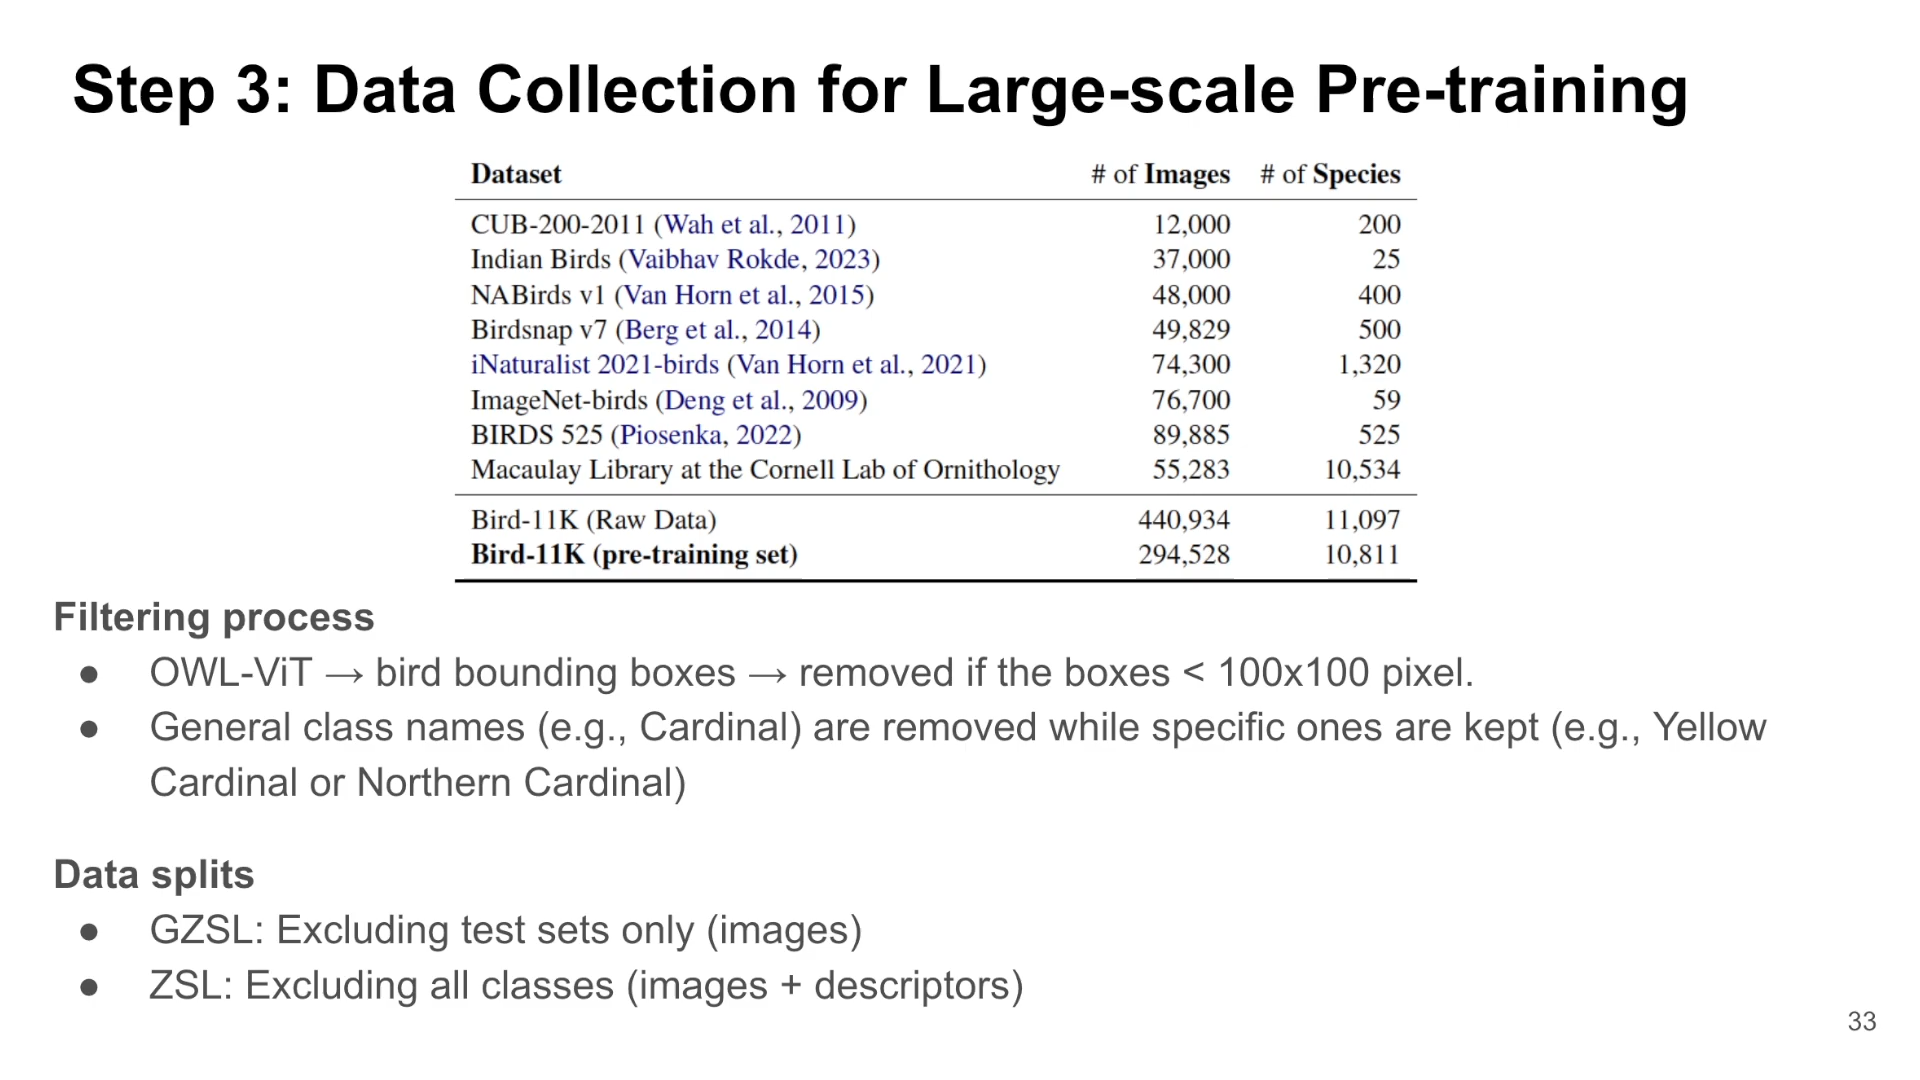 Step 3: Data Collection for Large-scale Pre-training
Dataset # of Images # of Species
CUB-200-2011 (Wah et al., 2011) 12,000 200
Indian Birds (Vaibhav Rokde, 2023) 37,000 25
NABirds v1 (Van Horn et al., 2015) 48,000 400
Birdsnap v7 (Berg et al., 2014) 49,829 500
iNaturalist 2021-birds (Van Horn et al., 2021) 74,300 1,320
ImageNet-birds (Deng et al., 2009) 76,700 59
BIRDS 525 (Piosenka, 2022) 89,885 525
Macaulay Library at the Cornell Lab of Ornithology 55,283 10,534
Bird-11K (Raw Data) 440,934 11,097
Bird-11K (pre-training set) 294,528 10,811
Filtering process
● OWL-ViT → bird bounding boxes → removed if the boxes < 100x100 pixel.
● General class names (e.g., Cardinal) are removed while specific ones are kept (e.g., Yellow
Cardinal or Northern Cardinal)
Data splits
● GZSL: Excluding test sets only (images)
● ZSL: Excluding all classes (images + descriptors)
33